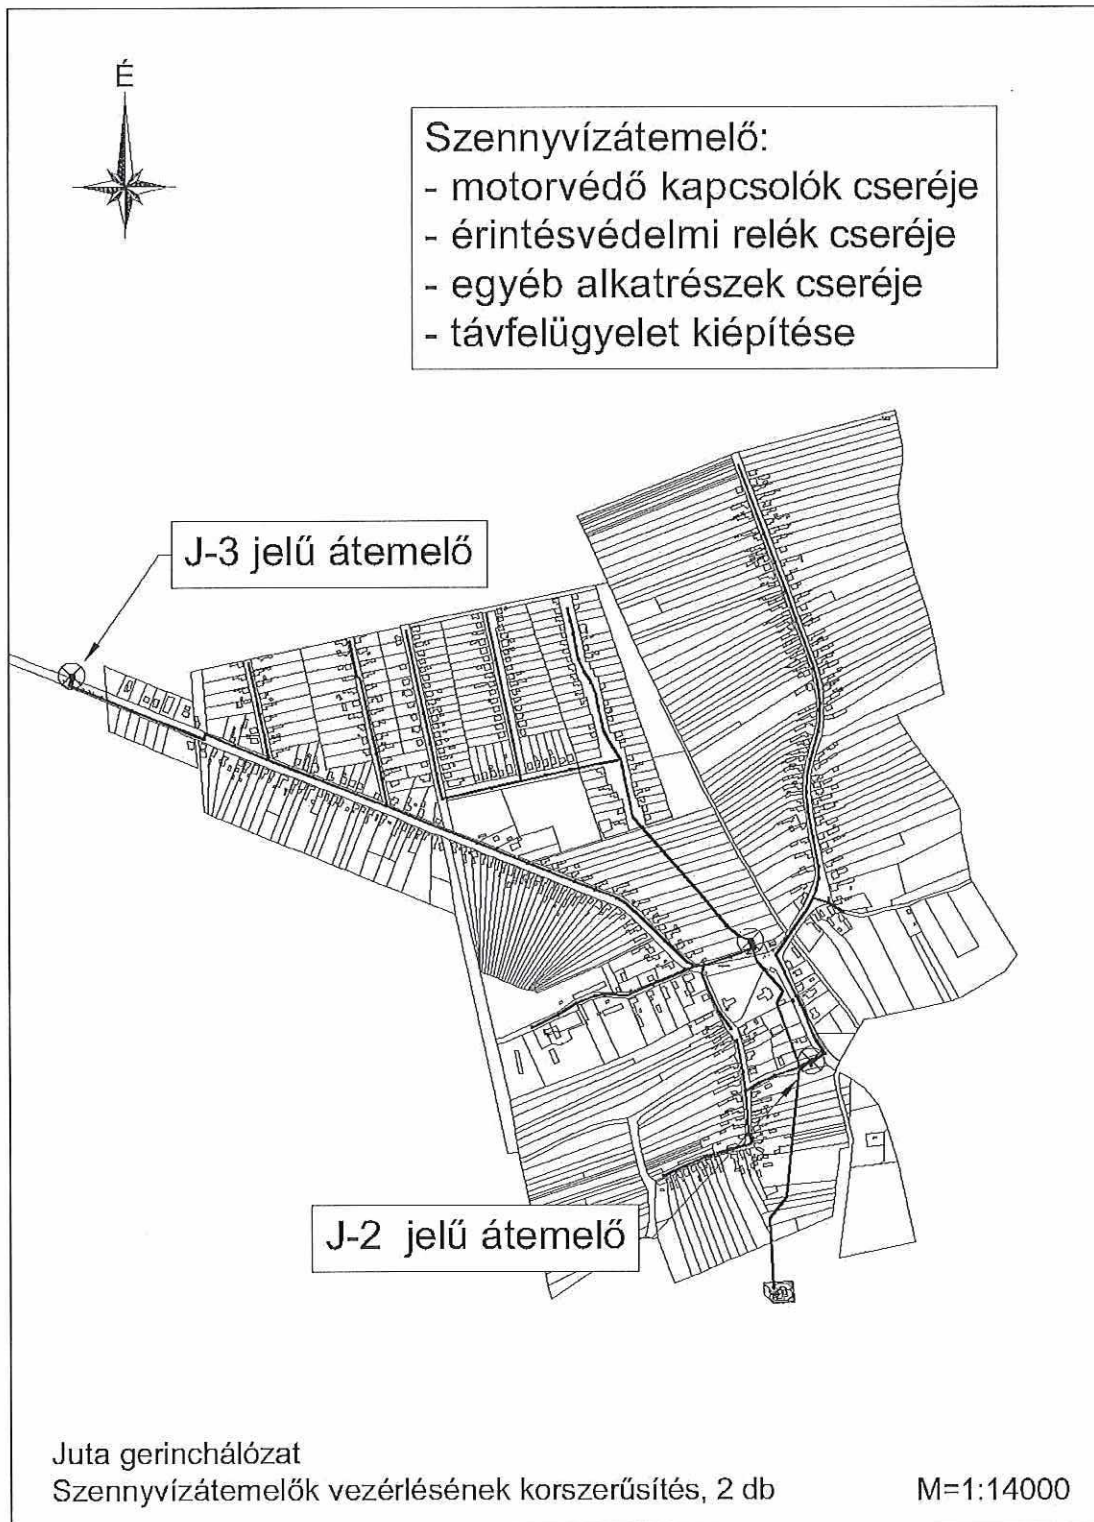 É
Szennyvízátemelő:
- motorvédő kapcsolók cseréje
- érintésvédelmi relék cseréje
- egyéb alkatrészek cseréje
- távfelügyelet kiépítése
J-3 jelű átemelő
J-2 jelű átemelő
Juta gerinchálózat
Szennyvízátemelők vezérlésének korszerűsítés, 2 db
M=1:14000